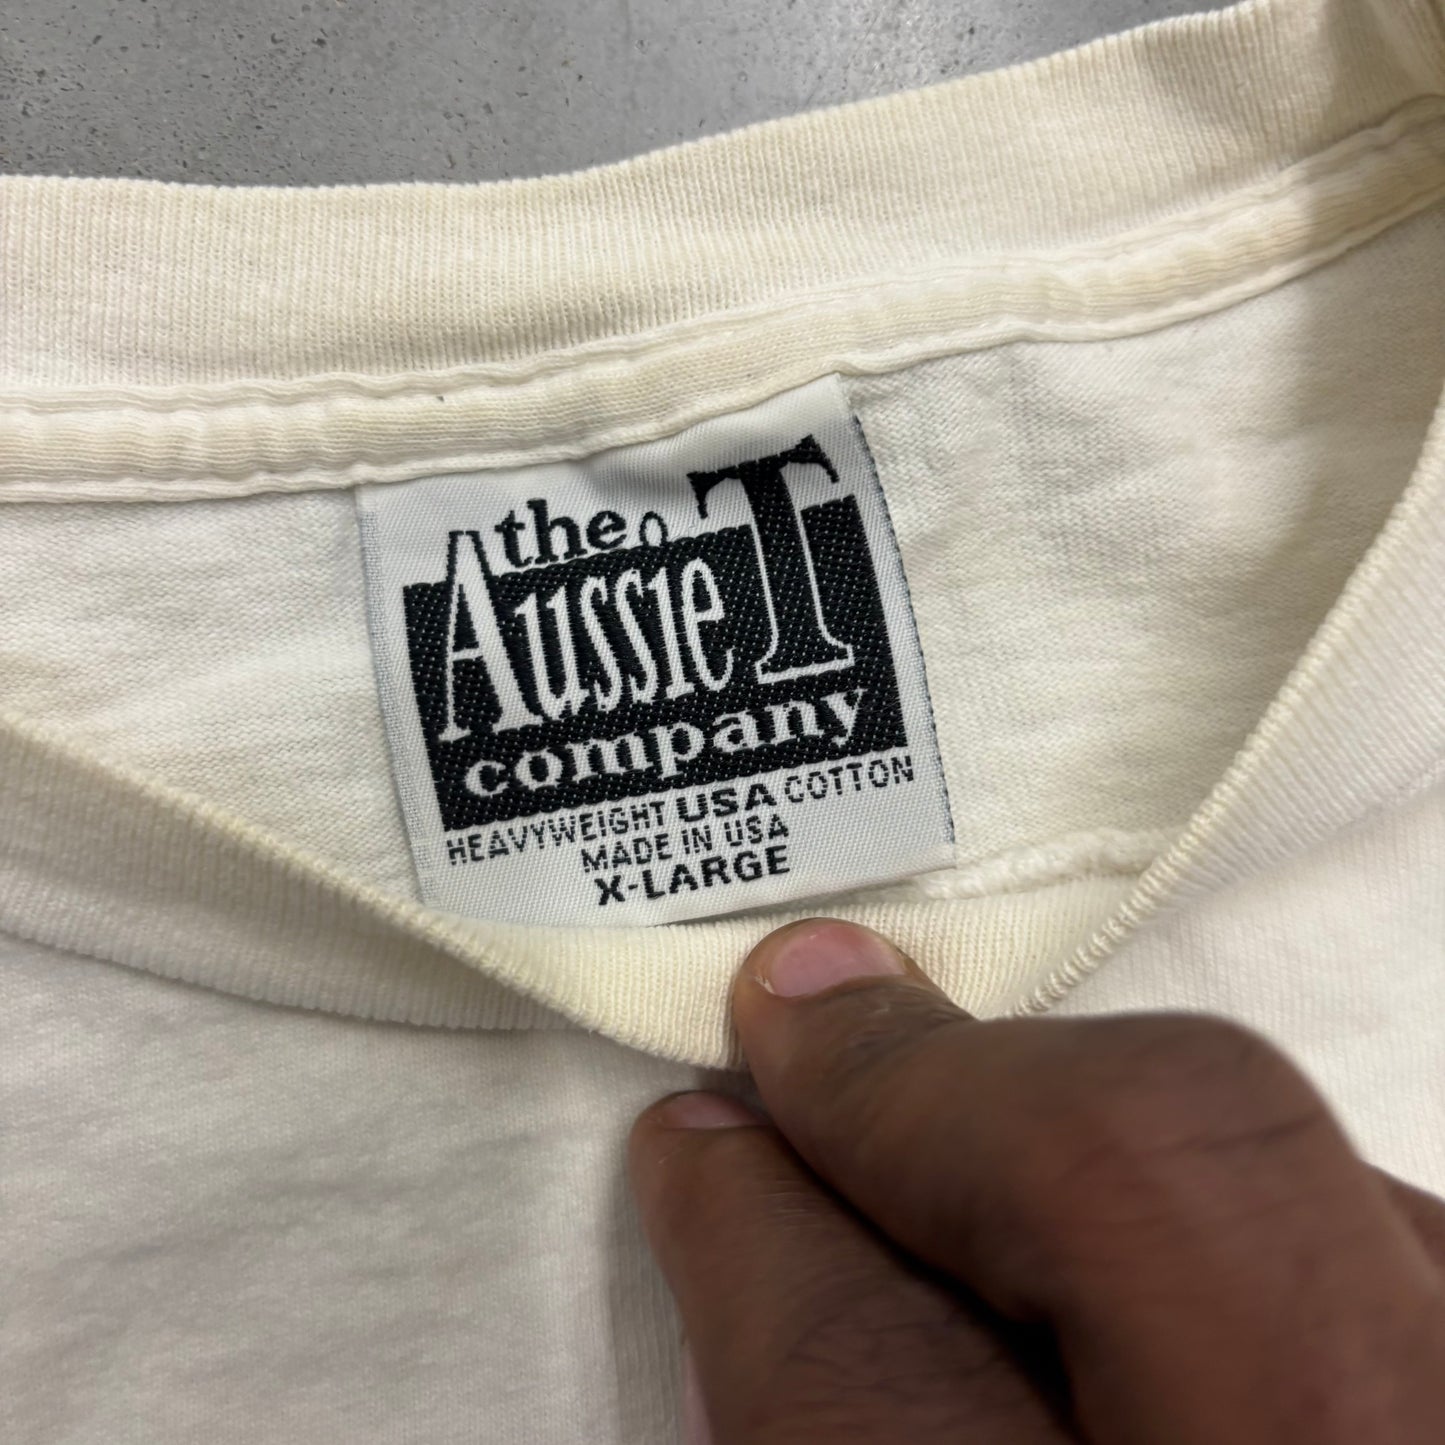 the
Aussie T
company
HEAVYWEIGHT USA COTTON
MADE IN USA
X-LARGE